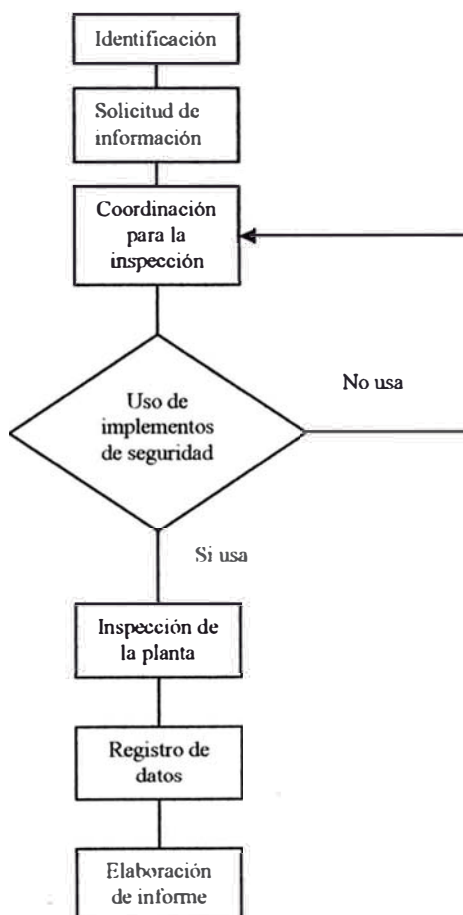 Identificación
Solicitud de
información
Coordinación
para la
inspección
No usa
Uso de
implementos
de seguridad
Si usa
Inspección de
la planta
Registro de
datos
Elaboración
de informe